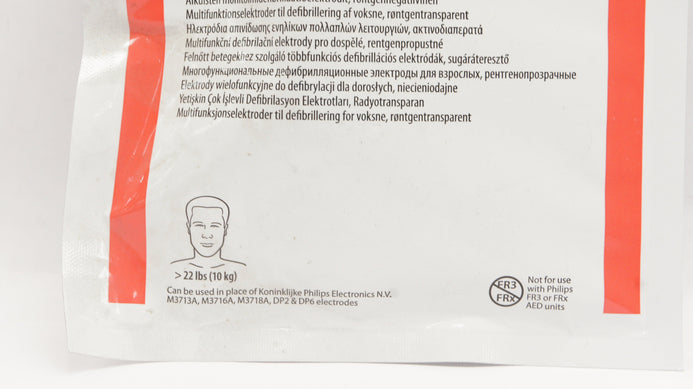 Multifunktionselektroder til defibrillering af voksne, røntgentransparent
Ηλεκτρόδια απινίδωσης ενηλίκων πολλαπλών λειτουργιών, ακτινοδιαπερατά
Multifunkční defibrilační elektrody pro dospělé, rentgenpropustné
Felnőtt betegekhez szolgáló többfunkciós defibrillációs elektródák, sugáráteresztő
Многофункциональные дефибрилляционные электроды для взрослых, рентгенопрозрачные
Elektrody wielofunkcyjne do defibrylacji dla dorosłych, niecieniodajne
Yetişkin Çok İşlevli Defibrilasyon Elektrotları, Radyotransparan
Multifunksjonselektroder til defibrillering for voksne, røntgentransparent
> 22 lbs (10 kg)
Can be used in place of Koninklijke Philips Electronics N.V.
M3713A, M3716A, M3718A, DP2 & DP6 electrodes
FR3
FRx
Not for use
with Philips
FR3 or FRx
AED units